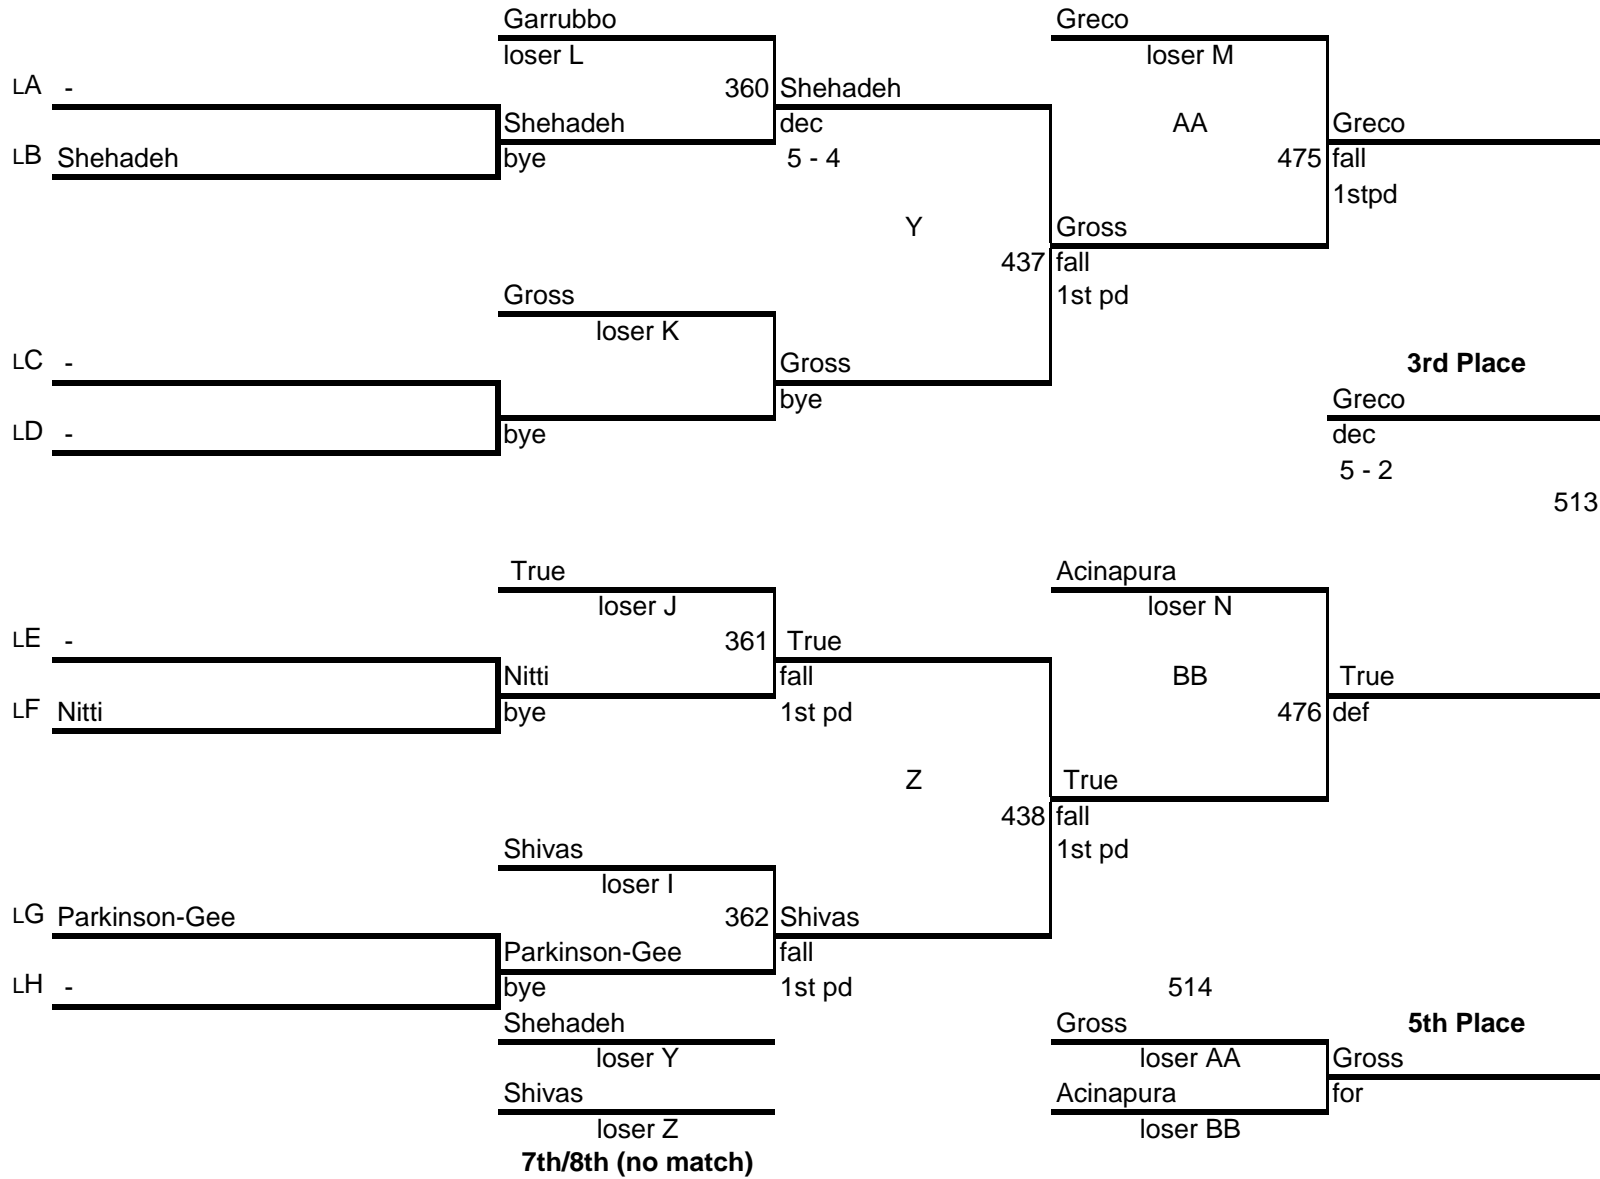 Garrubbo Greco
loser L loser M
LA - 360 Shehadeh
Shehadeh dec AA Greco
LB Shehadeh bye 5 - 4 475 fall
1stpd
Y Gross
437 fall
Gross 1st pd
loser K
LC - Gross 3rd Place
bye Greco
LD - bye dec
5 - 2
513
True Acinapura
loser J loser N
LE - 361 True
Nitti fall BB True
LF Nitti bye 1st pd 476 def
Z True
438 fall
Shivas 1st pd
loser I
LG Parkinson-Gee 362 Shivas
Parkinson-Gee fall
LH - bye 1st pd 514
Shehadeh Gross 5th Place
loser Y loser AA Gross
Shivas Acinapura for
loser Z loser BB
7th/8th (no match)